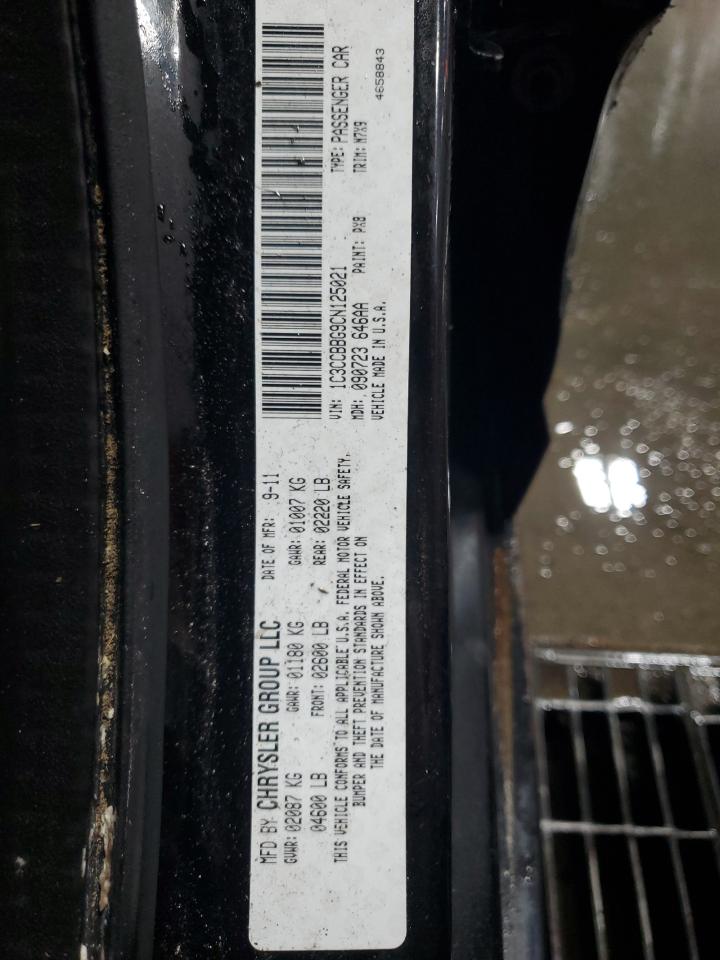 MFD BY CHRYSLER GROUP LLC DATE OF MFR: 9-11
GVWR: 02087 KG GAWR: 01180 KG GAWR: 01007 KG
04600 LB FRONT: 02600 LB REAR: 02220 LB
THIS VEHICLE CONFORMS TO ALL APPLICABLE U.S.A. FEDERAL MOTOR VEHICLE SAFETY,
BUMPER AND THEFT PREVENTION STANDARDS IN EFFECT ON
THE DATE OF MANUFACTURE SHOWN ABOVE.
VIN: 1C3CCBBG9CN125021 TYPE: PASSENGER CAR
MDH: 090723 646AA PAINT: PX8 TRIM: M7X9
VEHICLE MADE IN U.S.A.
4658843